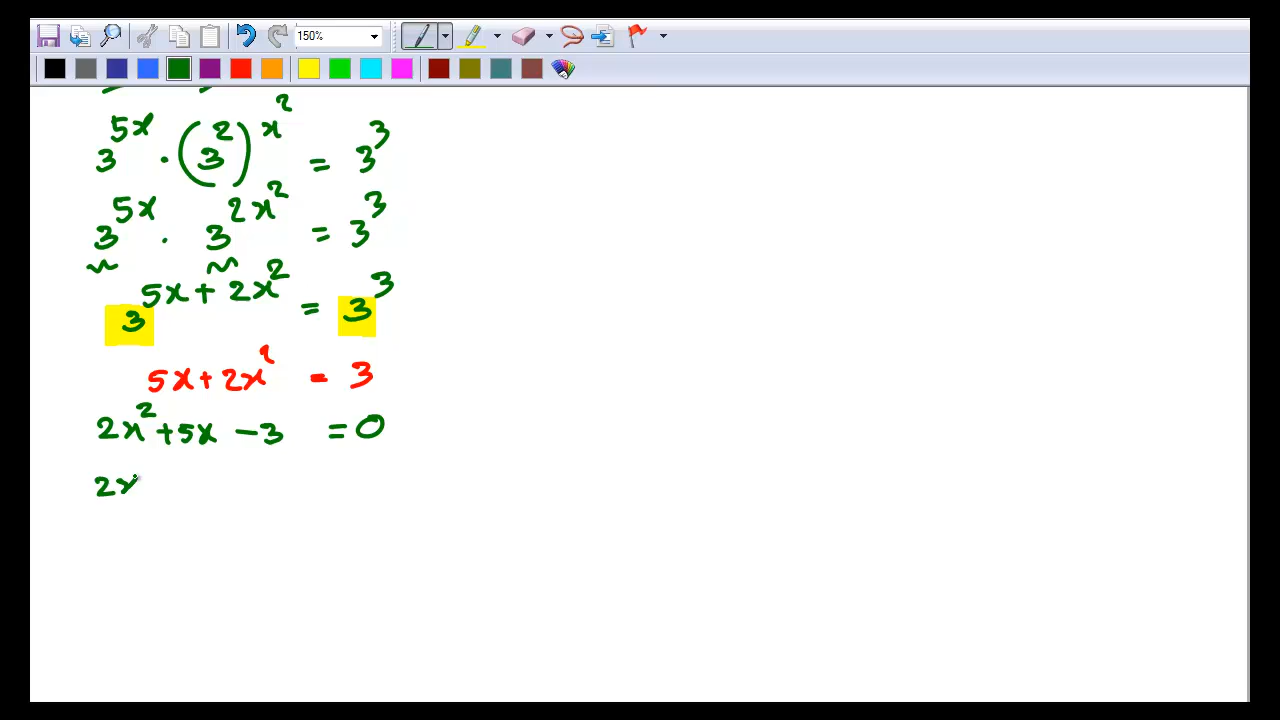 150%
3^{5x} · (3^2)^{x^2} = 3^3
3^{5x} · 3^{2x^2} = 3^3
3^{5x+2x^2} = 3^3
5x+2x^2 = 3
2x^2+5x-3 = 0
2x